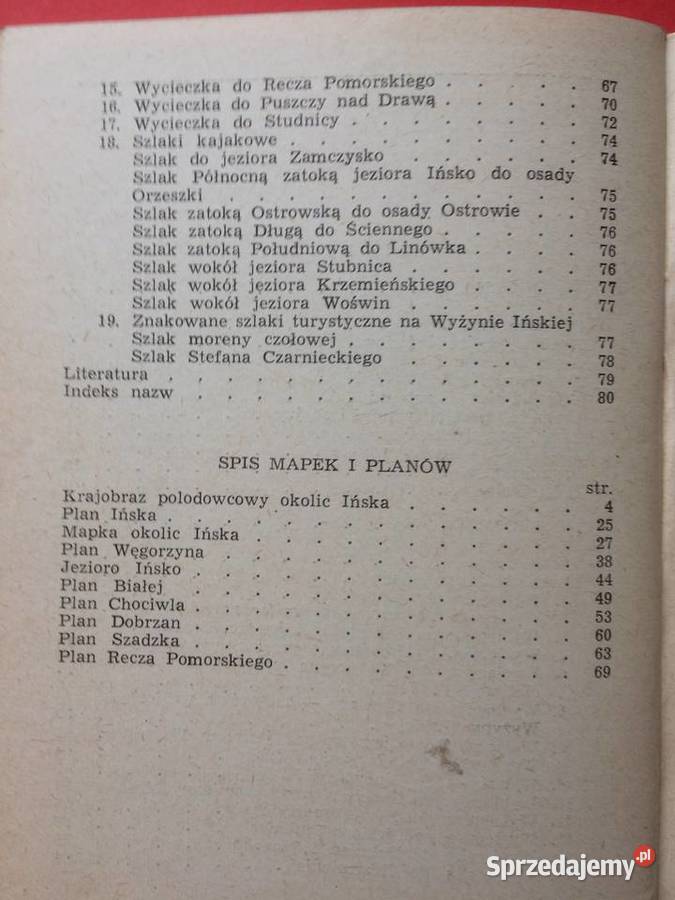 15. Wycieczka do Recza Pomorskiego . . . . . 67
16. Wycieczka do Puszczy nad Drawą . . . . . 70
17. Wycieczka do Studnicy . . . . . . . . 72
18. Szlaki kajakowe . . . . . . . . . . 74
Szlak do jeziora Zamczysko . . . . . . 74
Szlak Północną zatoką jeziora Ińsko do osady
Orzeszki . . . . . . . . . . . . 75
Szlak zatoką Ostrowską do osady Ostrowie . . 75
Szlak zatoką Długą do Ściennego . . . . . 76
Szlak zatoką Południową do Linówka . . . . 76
Szlak wokół jeziora Stubnica . . . . . . 76
Szlak wokół jeziora Krzemieńskiego . . . . 77
Szlak wokół jeziora Woświn . . . . . . 77
19. Znakowane szlaki turystyczne na Wyżynie Ińskiej
Szlak moreny czołowej . . . . . . . . 77
Szlak Stefana Czarnieckiego . . . . . . 78
Literatura . . . . . . . . . . . . . 79
Indeks nazw . . . . . . . . . . . . 80
SPIS MAPEK I PLANÓW
str.
Krajobraz polodowcowy okolic Ińska . . . . . . 4
Plan Ińska . . . . . . . . . . . . . 25
Mapka okolic Ińska . . . . . . . . . . . 27
Plan Węgorzyna . . . . . . . . . . . . 38
Jezioro Ińsko . . . . . . . . . . . . 44
Plan Białej . . . . . . . . . . . . . 49
Plan Chociwla . . . . . . . . . . . . 53
Plan Dobrzan . . . . . . . . . . . . 60
Plan Szadzka . . . . . . . . . . . . 63
Plan Recza Pomorskiego . . . . . . . . . . 69
Sprzedajemy.pl